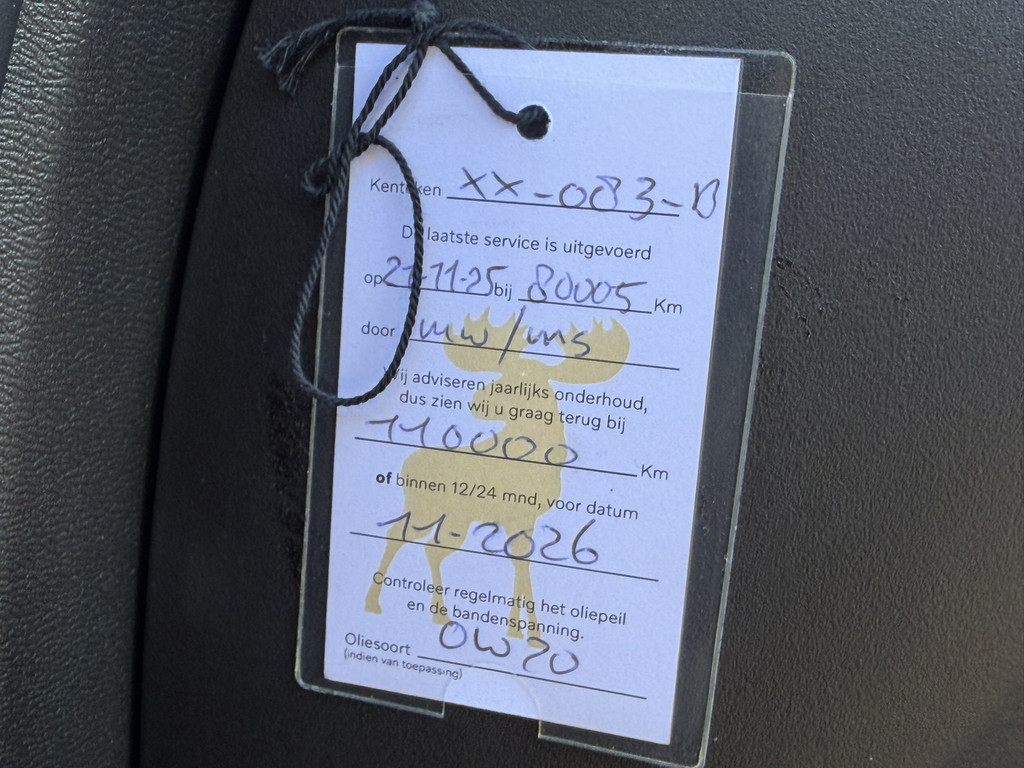 Kenteken XX-083-B
De laatste service is uitgevoerd
op 21-11-25 bij 80005 Km
door mw/ms
Wij adviseren jaarlijks onderhoud,
dus zien wij u graag terug bij
110000 Km
of binnen 12/24 mnd, voor datum
11-2026
Controleer regelmatig het oliepeil
en de bandenspanning.
Oliesoort 0W20
(indien van toepassing)